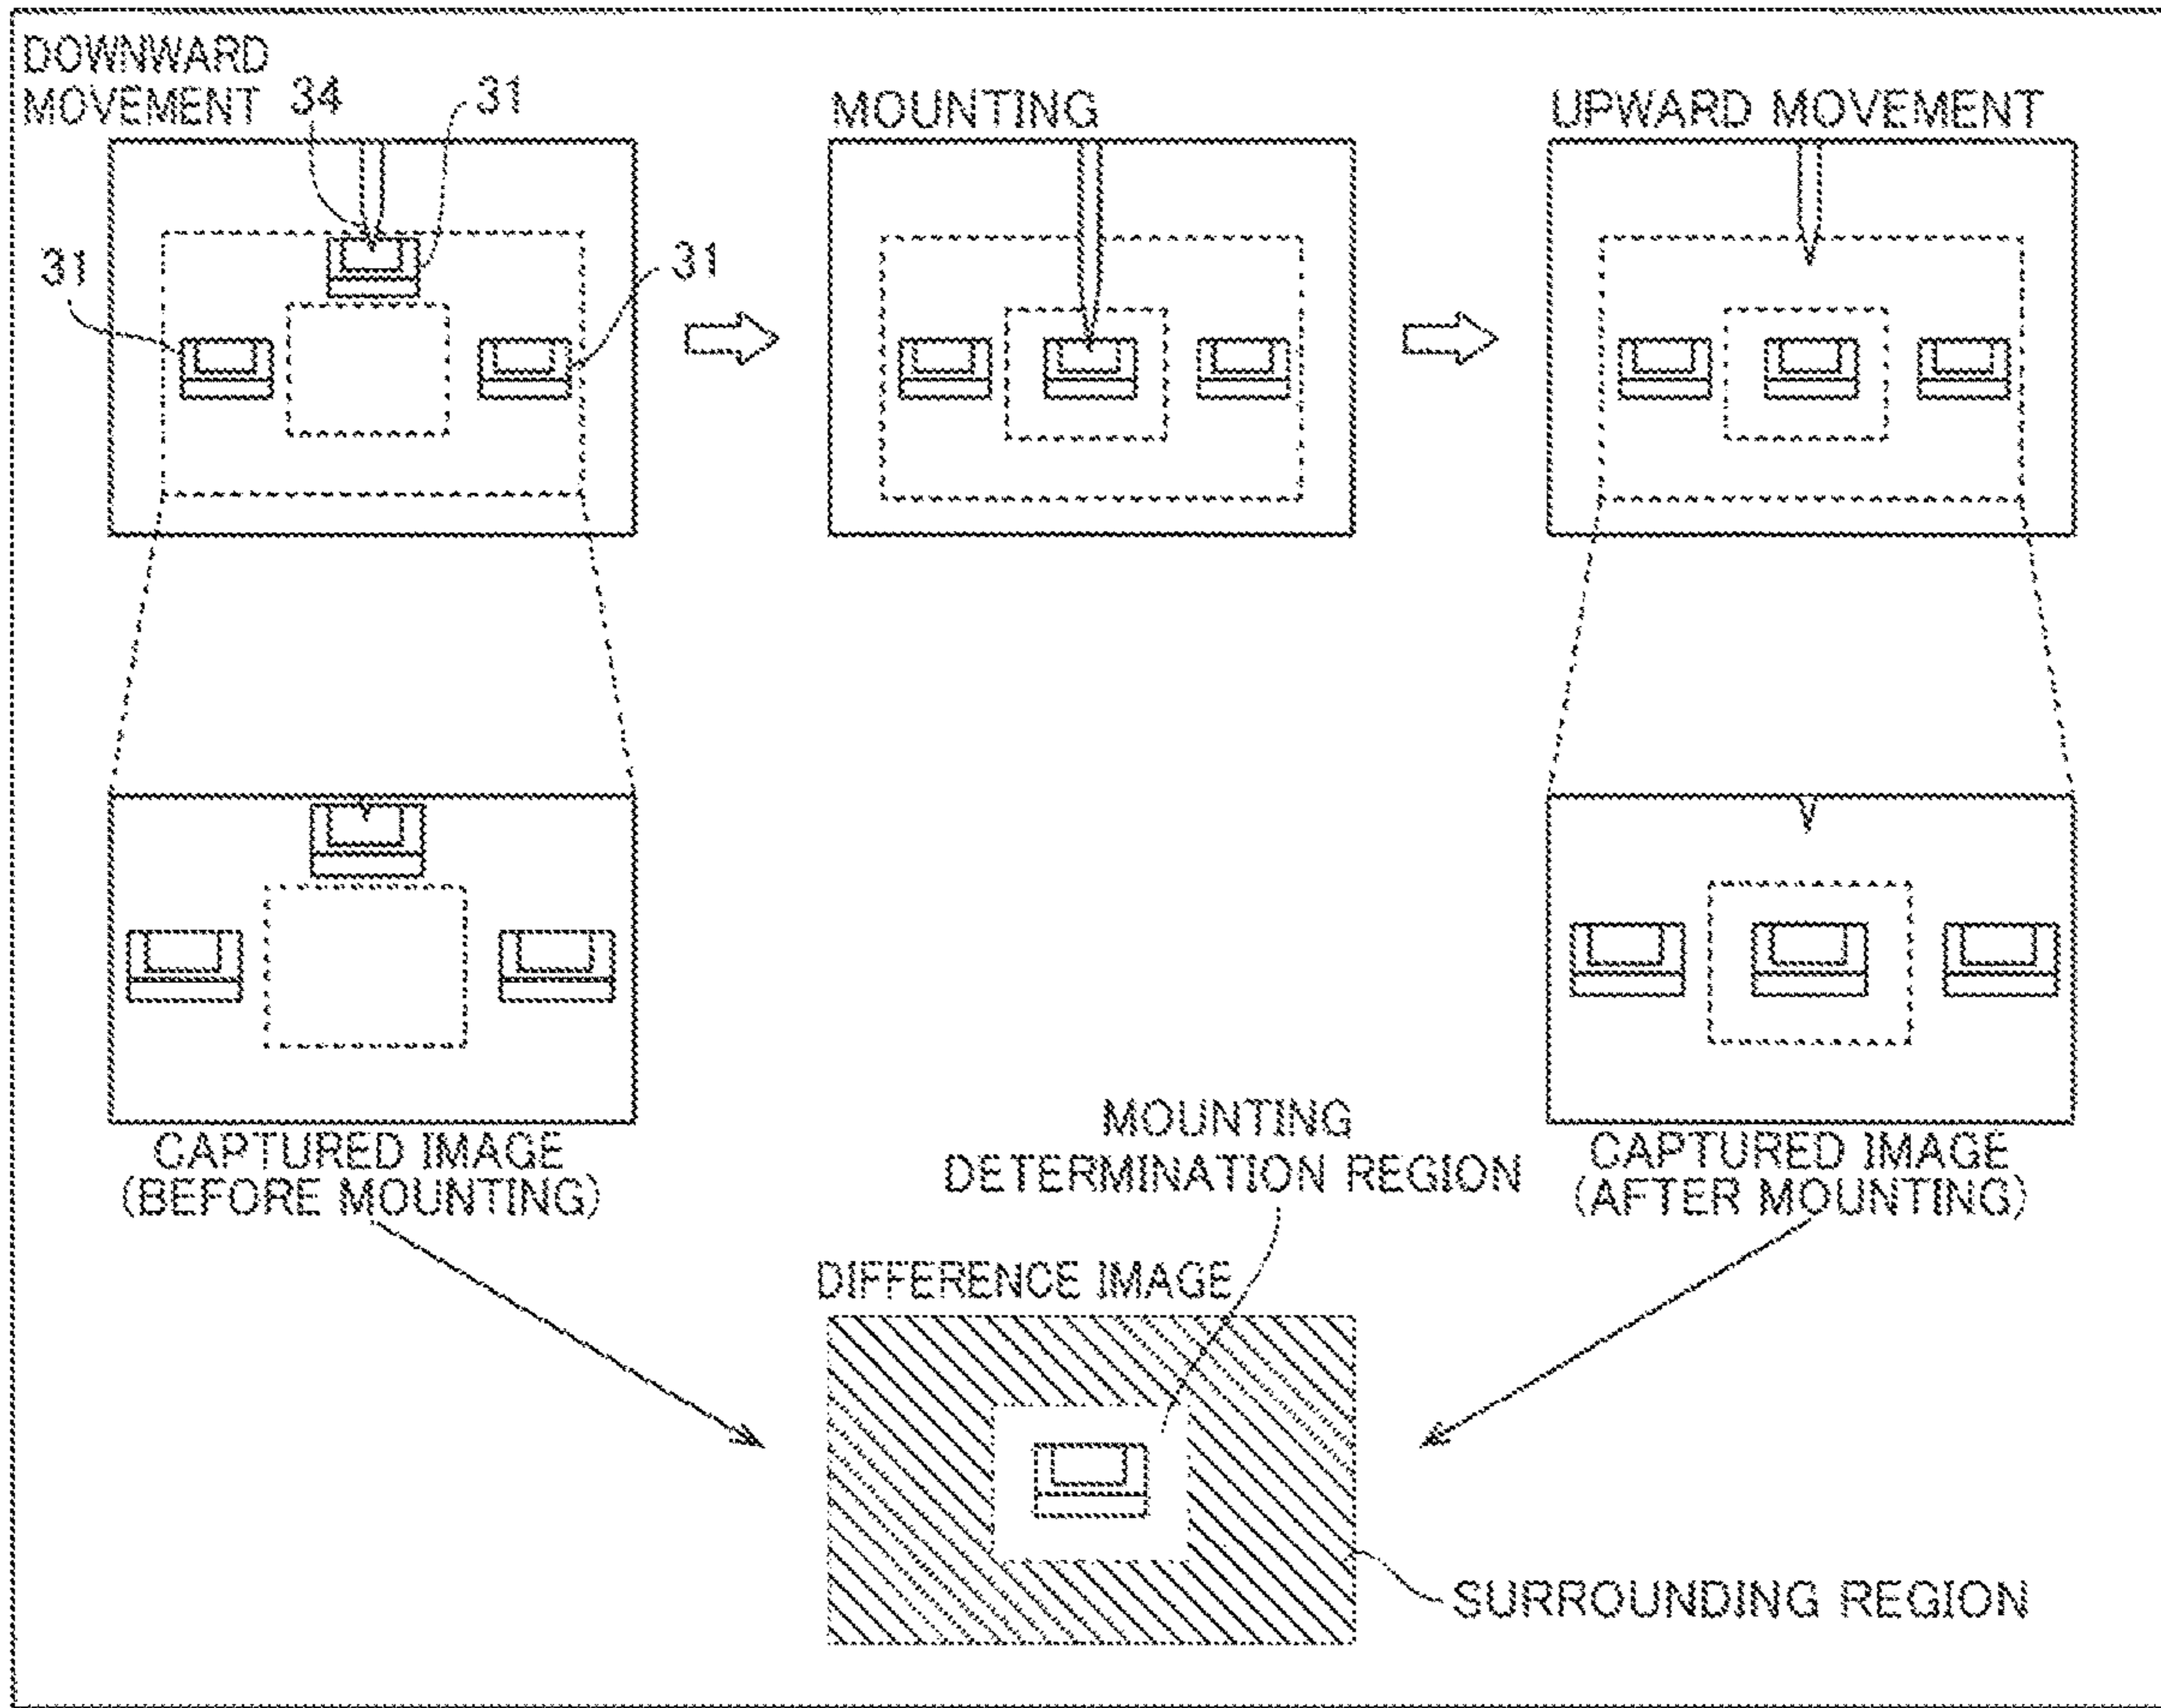 DOWNWARD
MOVEMENT
34
31
MOUNTING
UPWARD MOVEMENT
31
31
CAPTURED IMAGE
(BEFORE MOUNTING)
MOUNTING
DETERMINATION REGION
CAPTURED IMAGE
(AFTER MOUNTING)
DIFFERENCE IMAGE
SURROUNDING REGION